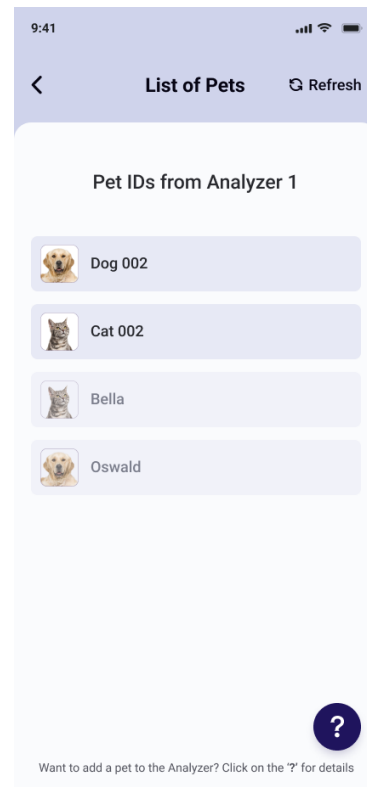 9:41
List of Pets
Refresh
Pet IDs from Analyzer 1
Dog 002
Cat 002
Bella
Oswald
?
Want to add a pet to the Analyzer? Click on the '?' for details